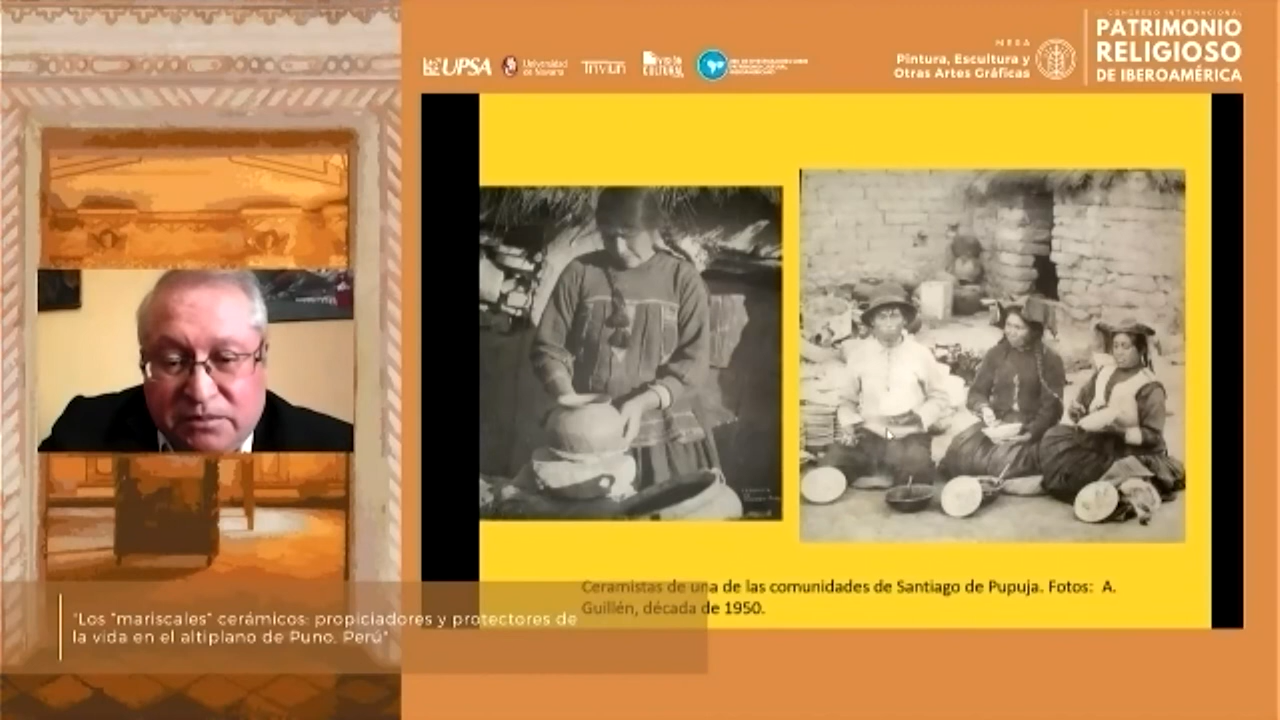 CONGRESO INTERNACIONAL
PATRIMONIO
RELIGIOSO
DE IBEROAMÉRICA
MESA
Pintura, Escultura y
Otras Artes Gráficas
UPSA
Universidad
de Navarra
CULTURAL
Ceramistas de una de las comunidades de Santiago de Pupuja. Fotos: A.
Guillén, década de 1950.
"Los "mariscales" cerámicos: propiciadores y protectores de
la vida en el altiplano de Puno. Perú"